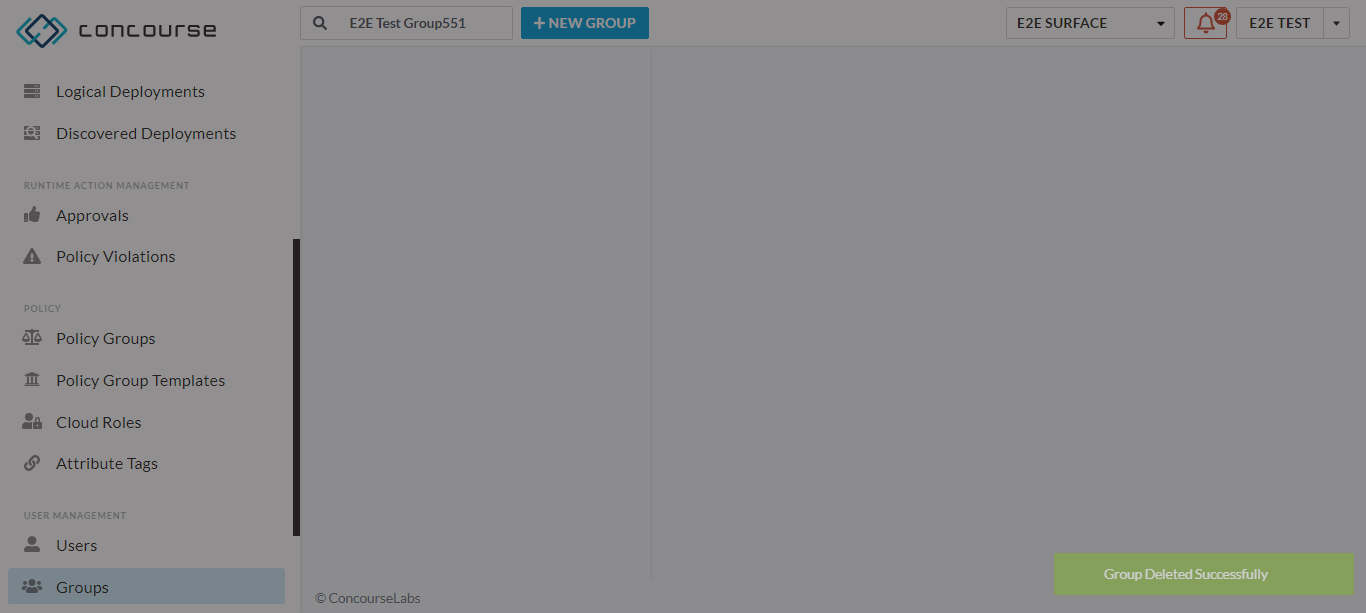 concourse
E2E Test Group551
+ NEW GROUP
E2E SURFACE
28
E2E TEST
Logical Deployments
Discovered Deployments
RUNTIME ACTION MANAGEMENT
Approvals
Policy Violations
POLICY
Policy Groups
Policy Group Templates
Cloud Roles
Attribute Tags
USER MANAGEMENT
Users
Groups
Group Deleted Successfully
© ConcourseLabs